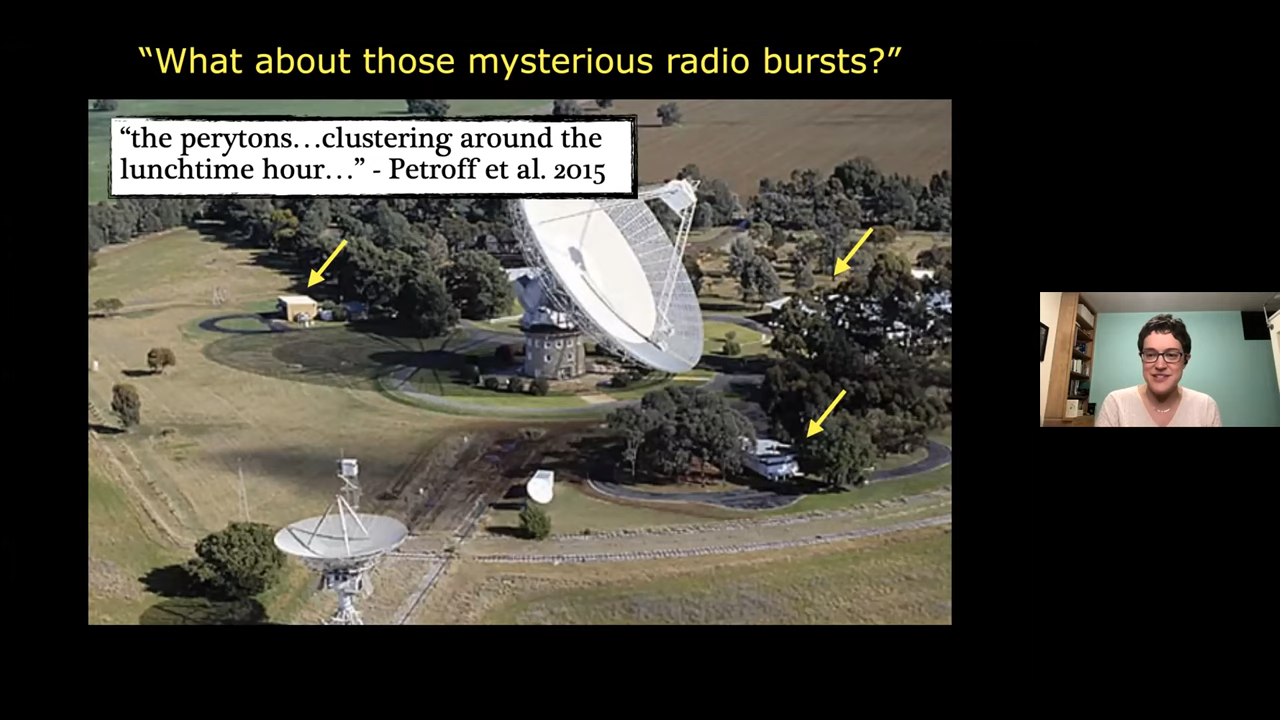 “What about those mysterious radio bursts?”
“the perytons…clustering around the
lunchtime hour…” - Petroff et al. 2015